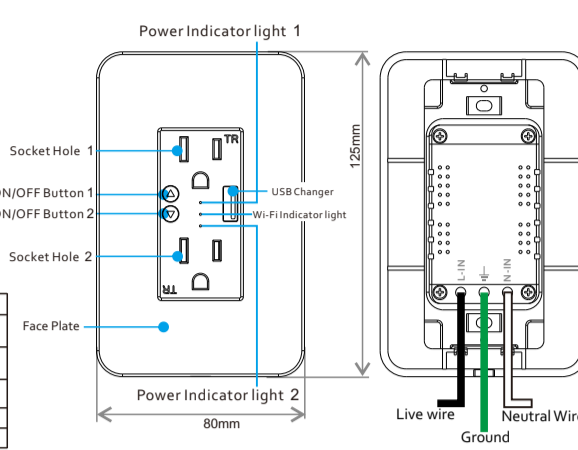 Power Indicator light 1
TR
Socket Hole 1
ON/OFF Button 1
USB Changer
ON/OFF Button 2
Wi-Fi Indicator light
Socket Hole 2
TR
Face Plate
Power Indicator light 2
80mm
125mm
L-IN
N-IN
Live wire
Neutral Wire
Ground